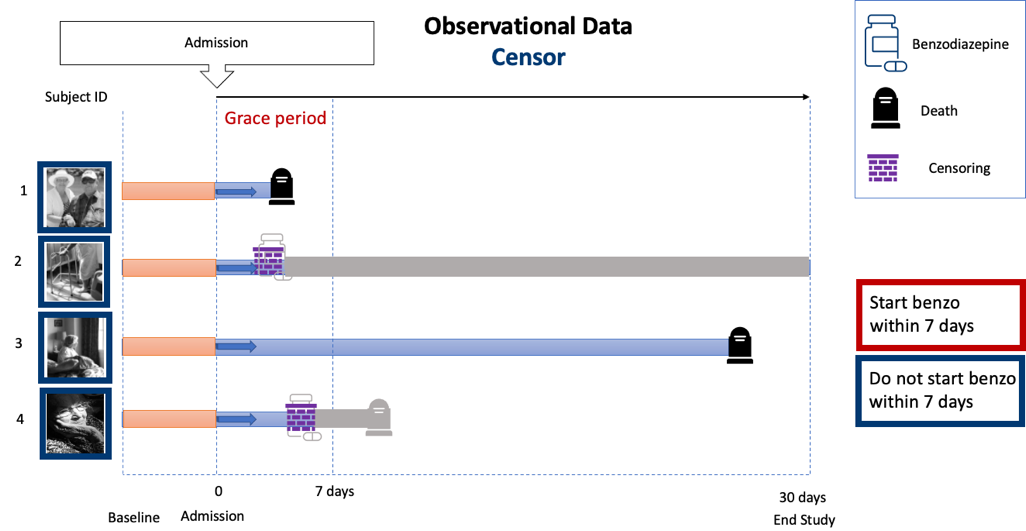 Observational Data
Censor
Admission
Subject ID
Grace period
1
2
3
4
0
7 days
30 days
Baseline
Admission
End Study
Benzodiazepine
Death
Censoring
Start benzo
within 7 days
Do not start benzo
within 7 days